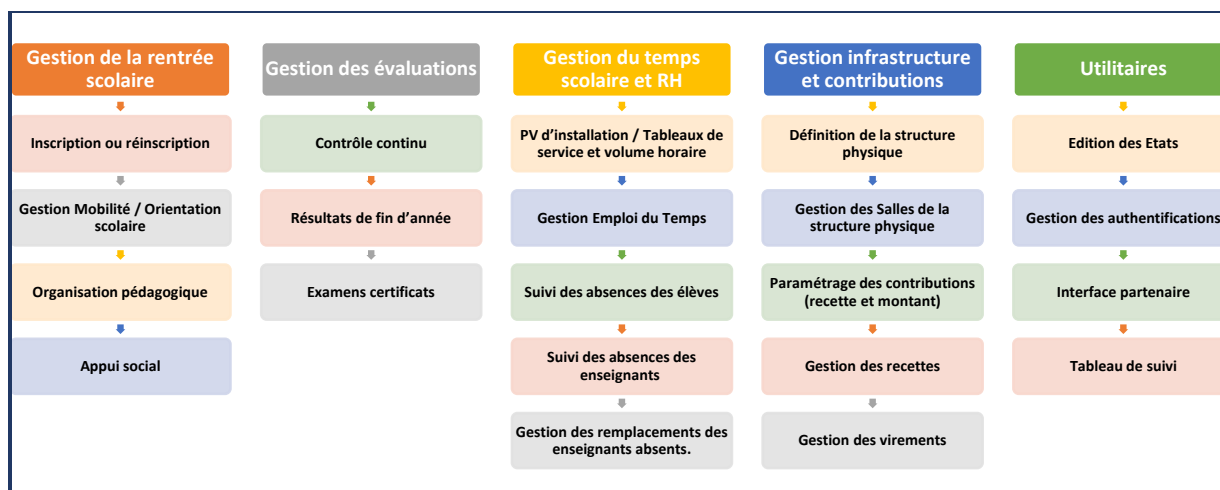 Gestion de la rentrée
scolaire
Inscription ou réinscription
Gestion Mobilité / Orientation
scolaire
Organisation pédagogique
Appui social
Gestion des évaluations
Contrôle continu
Résultats de fin d’année
Examens certificats
Gestion du temps
scolaire et RH
PV d’installation / Tableaux de
service et volume horaire
Gestion Emploi du Temps
Suivi des absences des élèves
Suivi des absences des
enseignants
Gestion des remplacements des
enseignants absents.
Gestion infrastructure
et contributions
Définition de la structure
physique
Gestion des Salles de la
structure physique
Paramétrage des contributions
(recette et montant)
Gestion des recettes
Gestion des virements
Utilitaires
Edition des Etats
Gestion des authentifications
Interface partenaire
Tableau de suivi